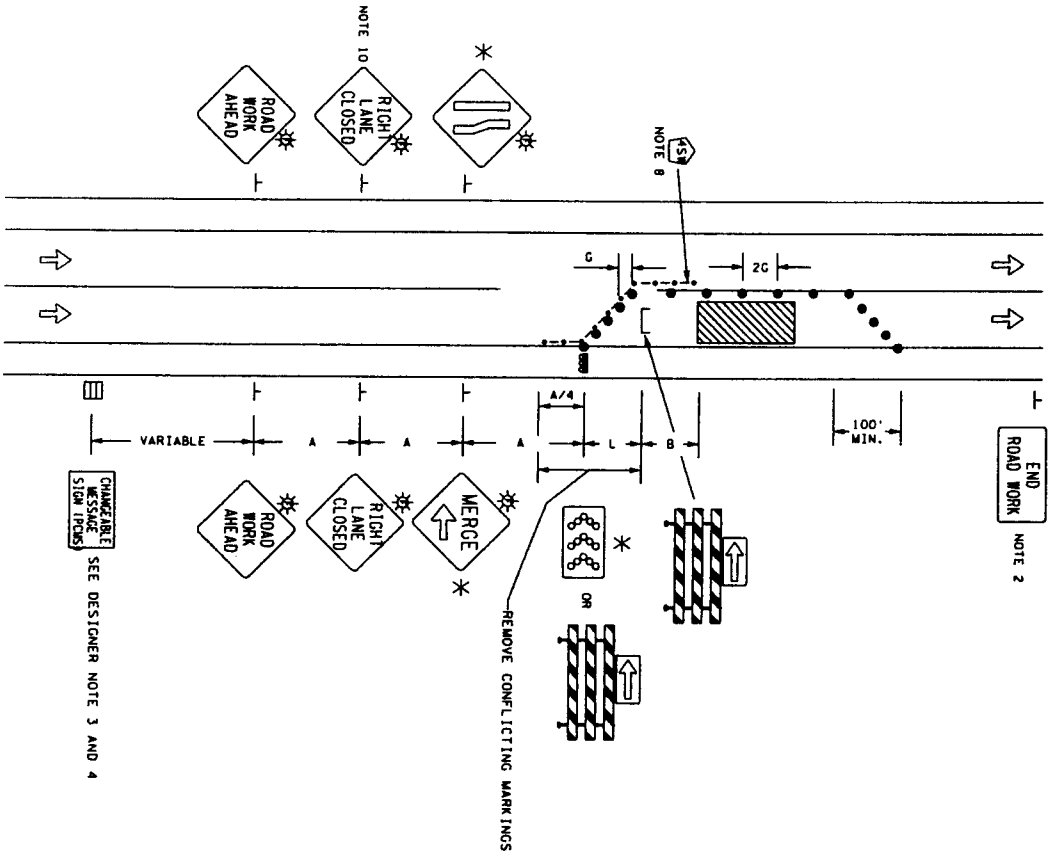 NOTE 10
ROAD
WORK
AHEAD
RIGHT
LANE
CLOSED
4SW
NOTE 8
G
2G
A/4
VARIABLE
A
A
A
L
B
100'
MIN.
END
ROAD WORK
NOTE 2
CHANGEABLE
MESSAGE
SIGN (PCMS)
SEE DESIGNER NOTE 3 AND 4
ROAD
WORK
AHEAD
RIGHT
LANE
CLOSED
MERGE
OR
REMOVE CONFLICTING MARKINGS